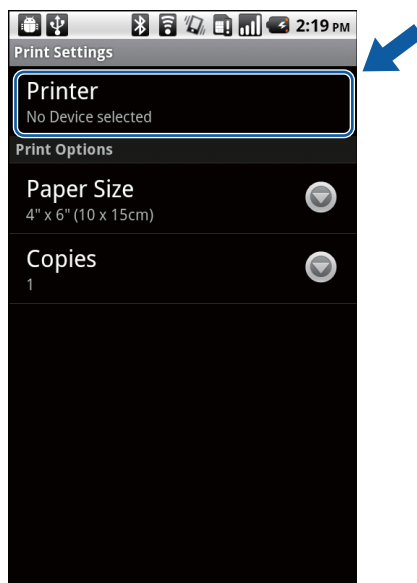 2:19 PM
Print Settings
Printer
No Device selected
Print Options
Paper Size
4" x 6" (10 x 15cm)
Copies
1